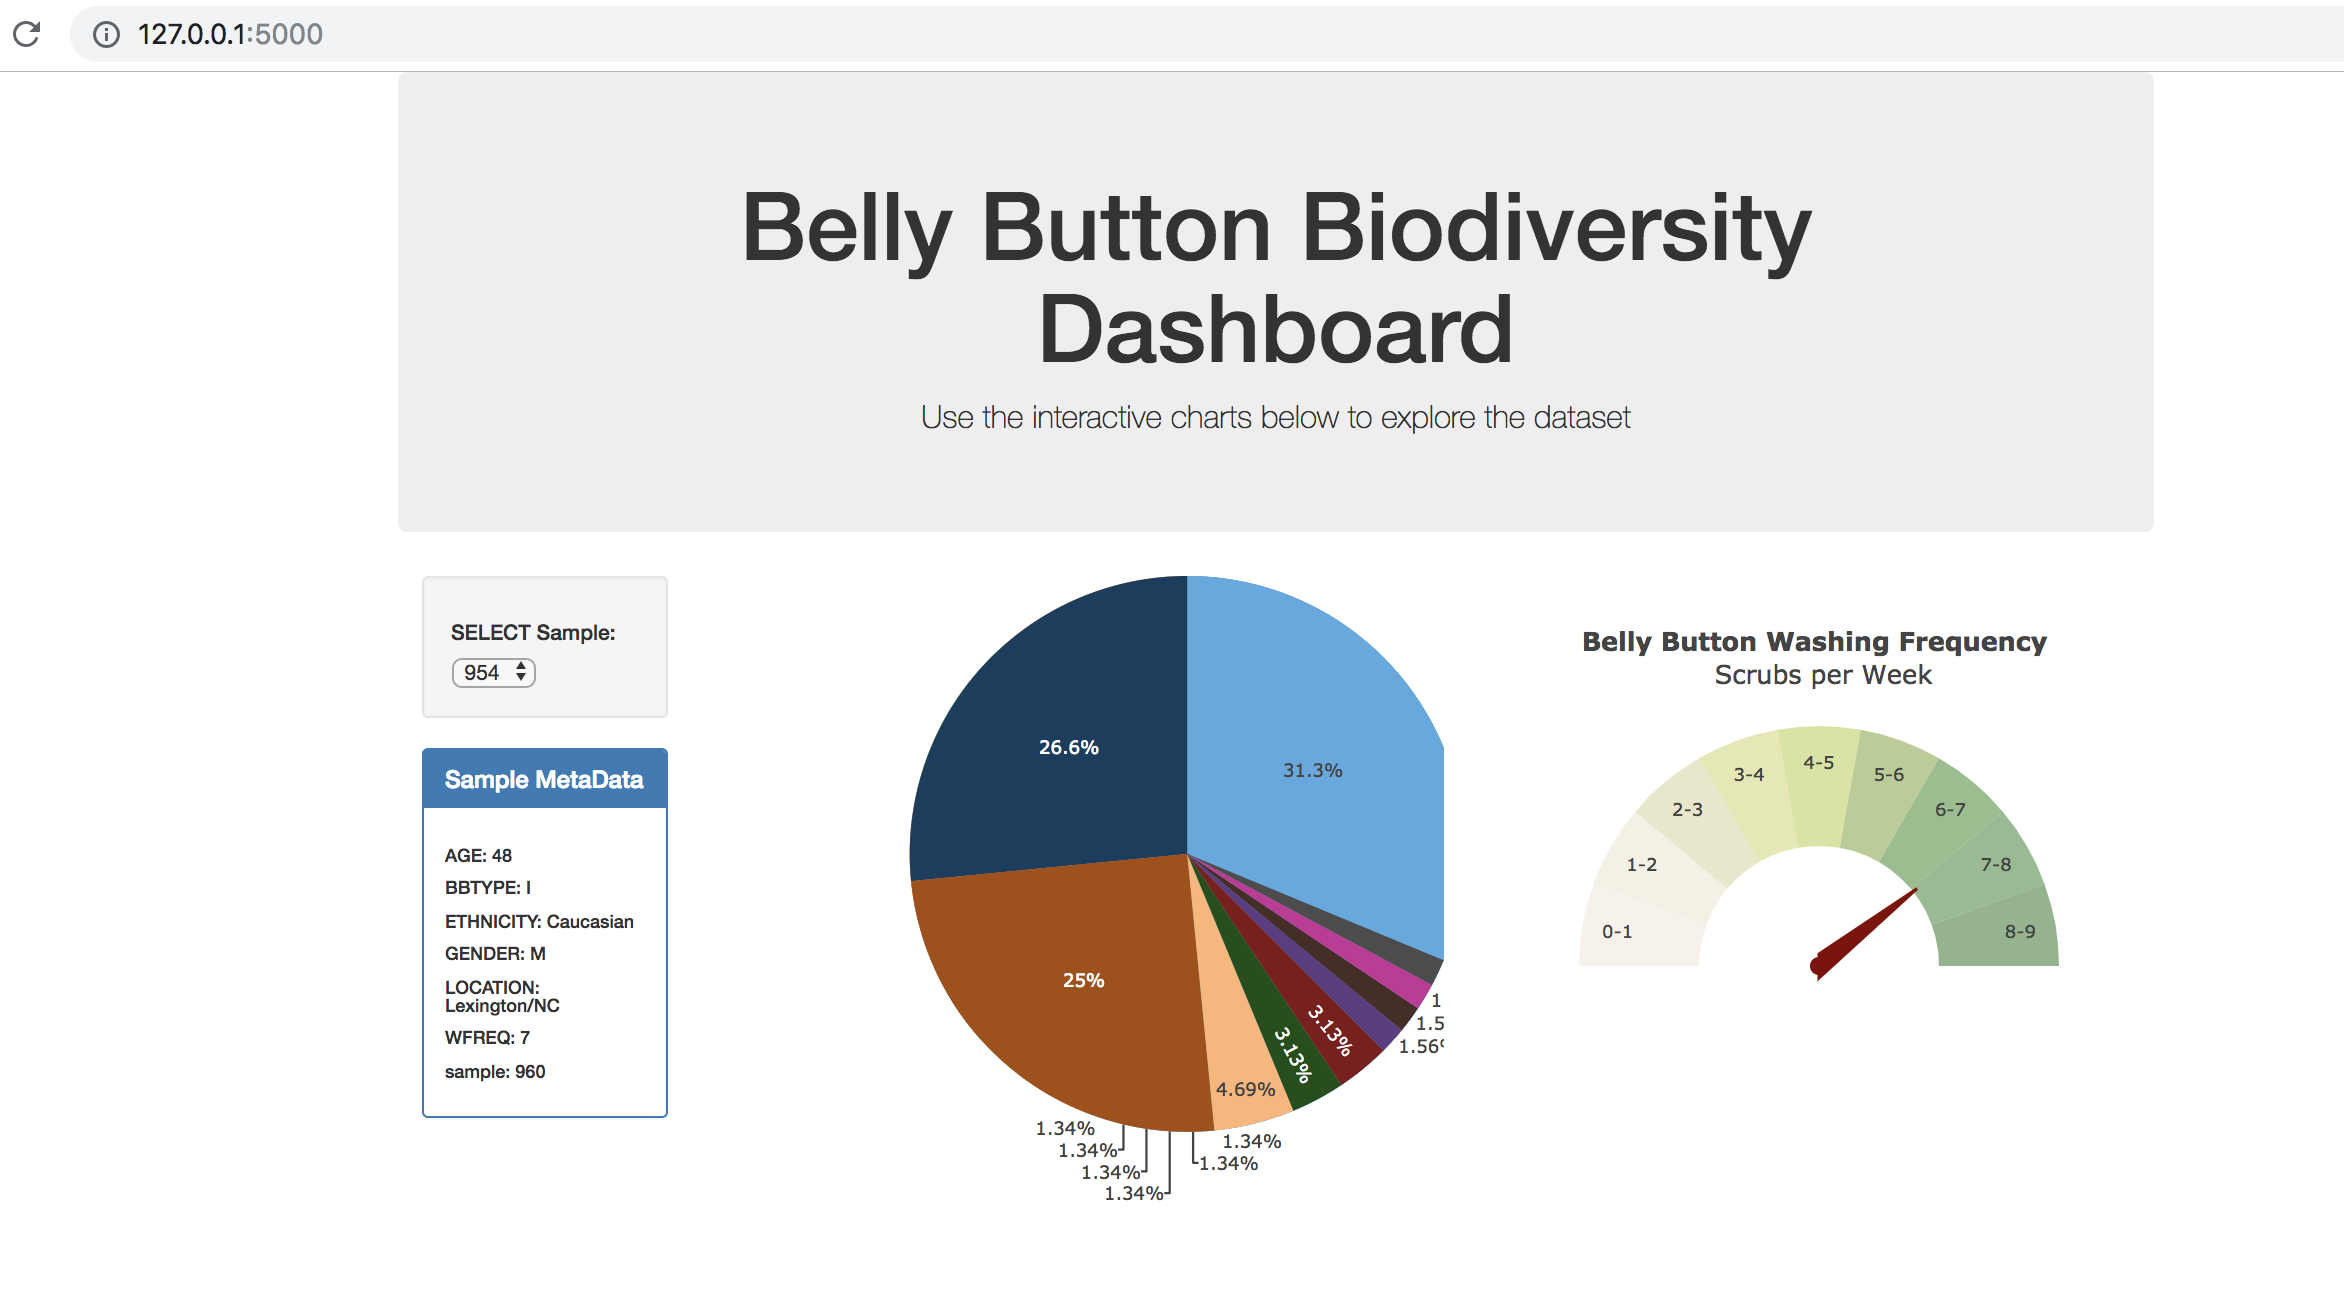 127.0.0.1:5000
Belly Button Biodiversity
Dashboard
Use the interactive charts below to explore the dataset
SELECT Sample:
954
Sample MetaData
AGE: 48
BBTYPE: I
ETHNICITY: Caucasian
GENDER: M
LOCATION:
Lexington/NC
WFREQ: 7
sample: 960
26.6%
31.3%
25%
3.13%
3.13%
4.69%
1
1.5
1.56
1.34%
1.34%
1.34%
1.34%
1.34%
1.34%
Belly Button Washing Frequency
Scrubs per Week
0-1
1-2
2-3
3-4
4-5
5-6
6-7
7-8
8-9